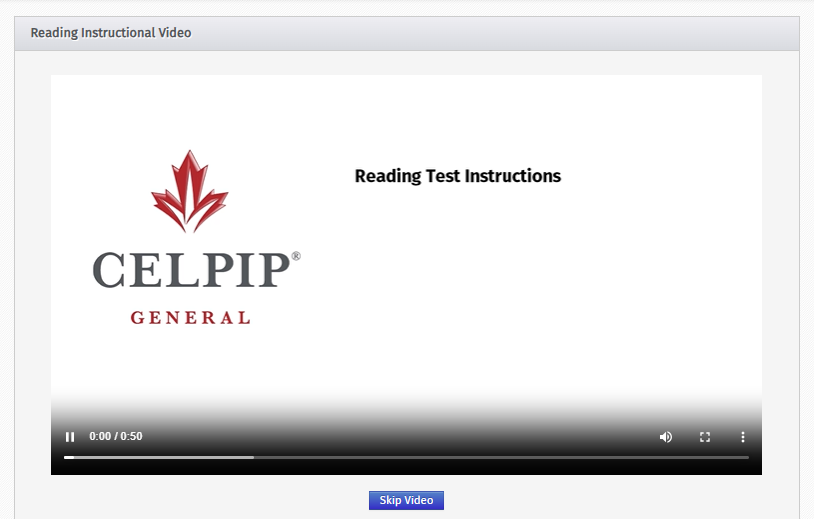 Reading Instructional Video
Reading Test Instructions
CELPIP®
GENERAL
0:00 / 0:50
Skip Video